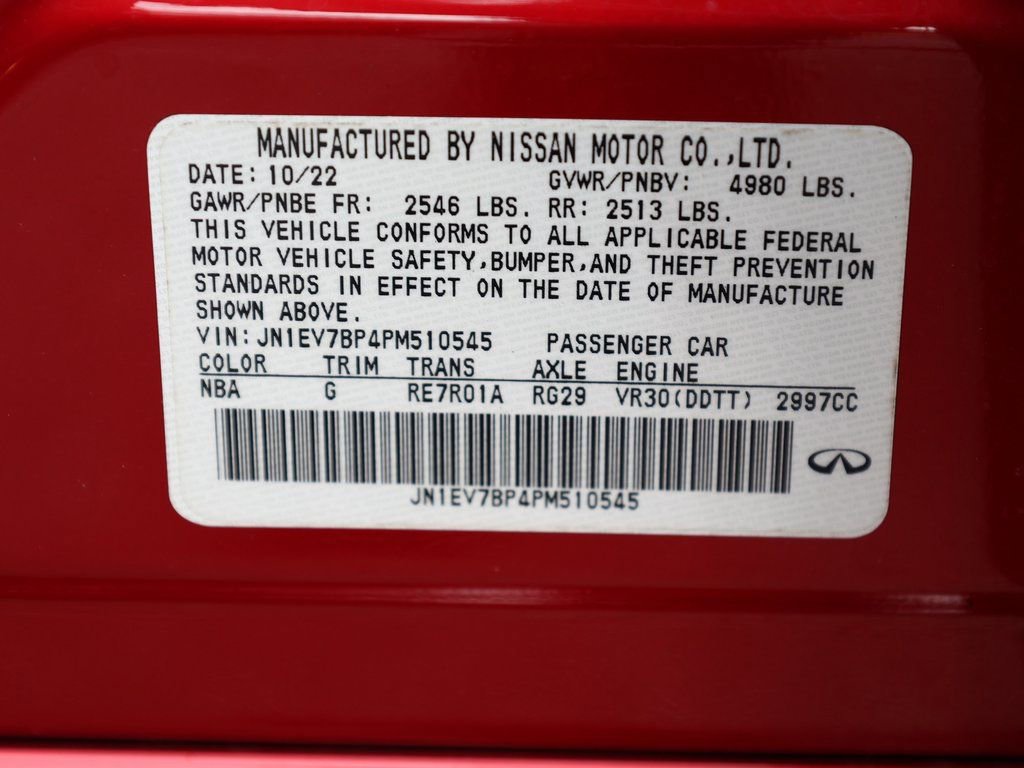 MANUFACTURED BY NISSAN MOTOR CO.,LTD.
DATE: 10/22 GVWR/PNBV: 4980 LBS.
GAWR/PNBE FR: 2546 LBS. RR: 2513 LBS.
THIS VEHICLE CONFORMS TO ALL APPLICABLE FEDERAL
MOTOR VEHICLE SAFETY,BUMPER,AND THEFT PREVENTION
STANDARDS IN EFFECT ON THE DATE OF MANUFACTURE
SHOWN ABOVE.
VIN:JN1EV7BP4PM510545 PASSENGER CAR
COLOR TRIM TRANS AXLE ENGINE
NBA G RE7R01A RG29 VR30(DDTT) 2997CC
JN1EV7BP4PM510545